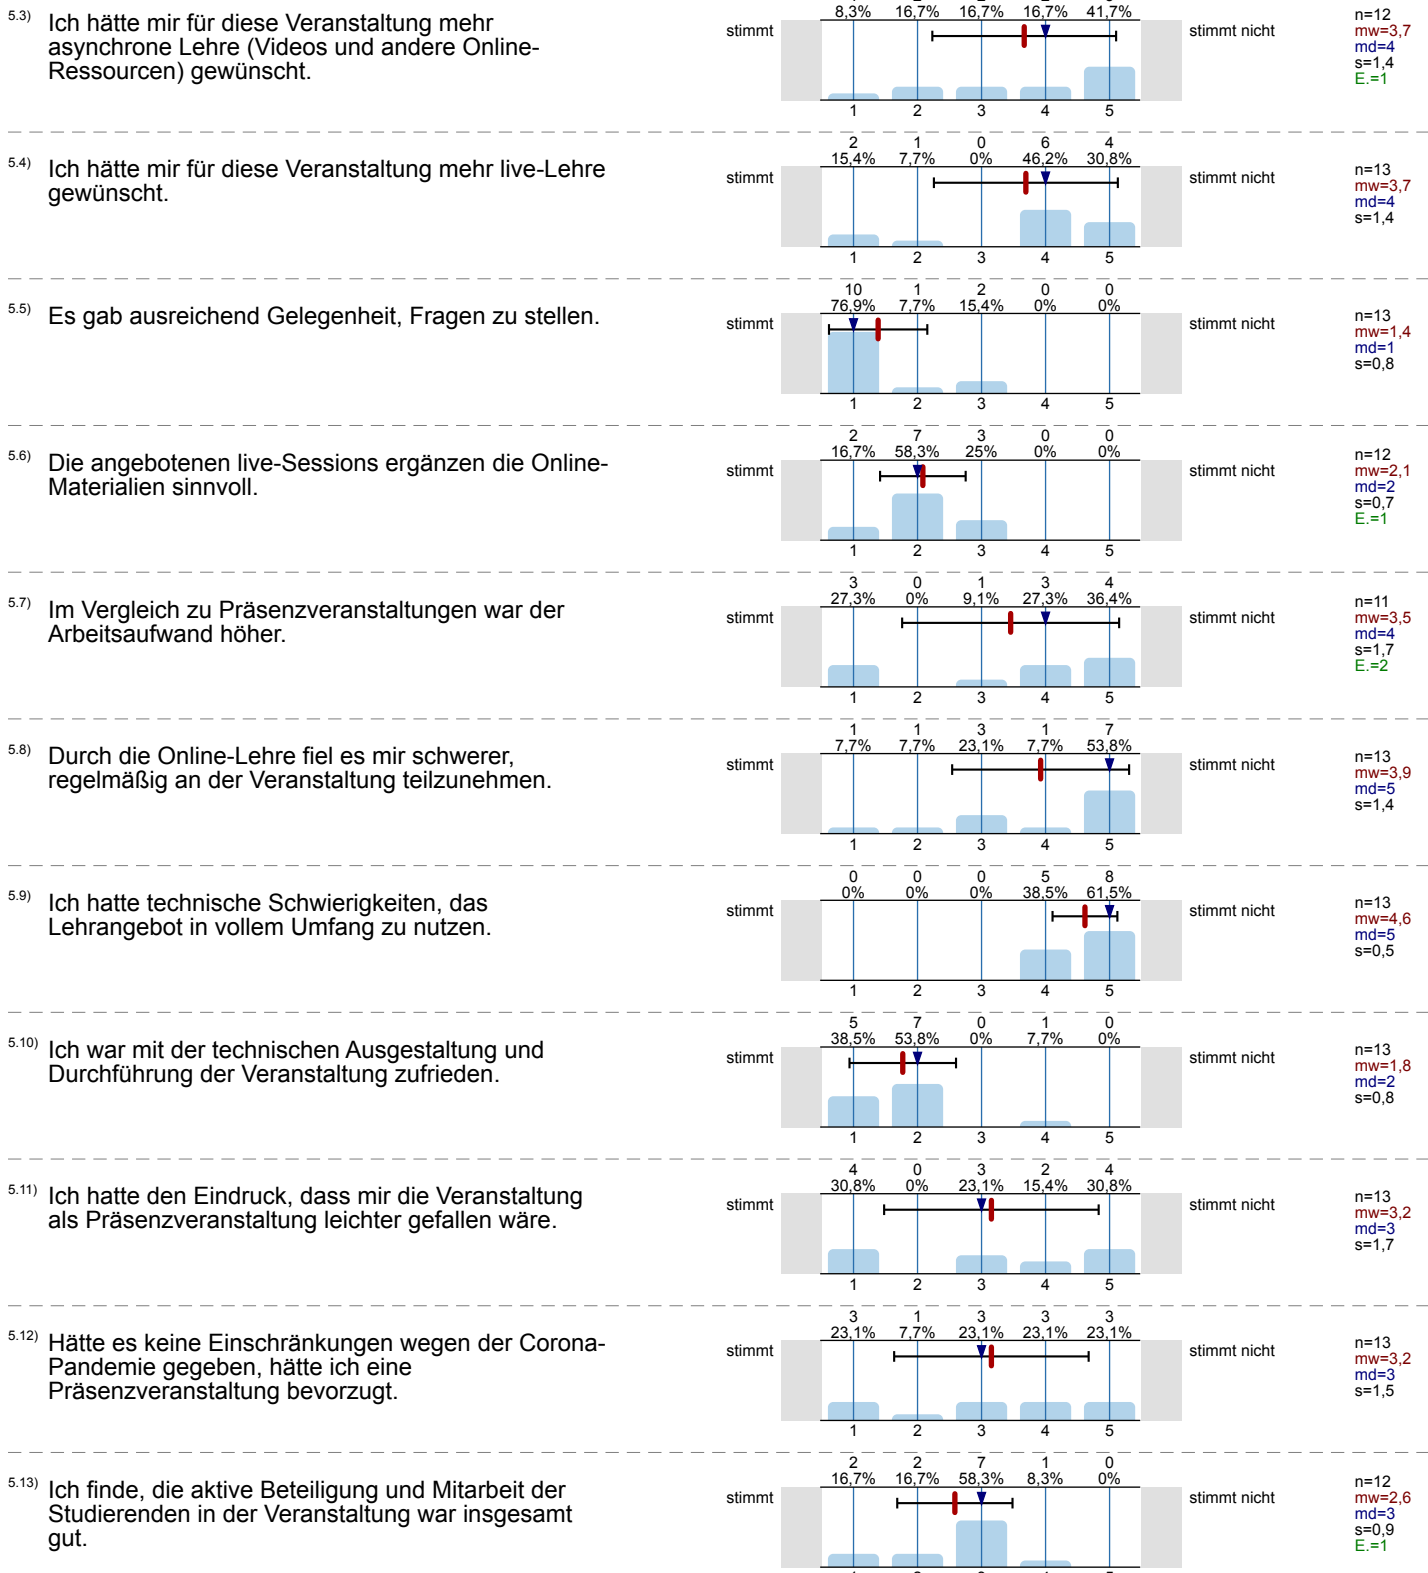 8,3% 16,7% 16,7% 16,7% 41,7%
5.3) Ich hätte mir für diese Veranstaltung mehr
asynchrone Lehre (Videos und andere Online-
Ressourcen) gewünscht.
stimmt
stimmt nicht
n=12
mw=3,7
md=4
s=1,4
E.=1
1 2 3 4 5
2 1 0 6 4
15,4% 7,7% 0% 46,2% 30,8%
5.4) Ich hätte mir für diese Veranstaltung mehr live-Lehre
gewünscht.
stimmt
stimmt nicht
n=13
mw=3,7
md=4
s=1,4
1 2 3 4 5
10 1 2 0 0
76,9% 7,7% 15,4% 0% 0%
5.5) Es gab ausreichend Gelegenheit, Fragen zu stellen.
stimmt
stimmt nicht
n=13
mw=1,4
md=1
s=0,8
1 2 3 4 5
2 7 3 0 0
16,7% 58,3% 25% 0% 0%
5.6) Die angebotenen live-Sessions ergänzen die Online-
Materialien sinnvoll.
stimmt
stimmt nicht
n=12
mw=2,1
md=2
s=0,7
E.=1
1 2 3 4 5
3 0 1 3 4
27,3% 0% 9,1% 27,3% 36,4%
5.7) Im Vergleich zu Präsenzveranstaltungen war der
Arbeitsaufwand höher.
stimmt
stimmt nicht
n=11
mw=3,5
md=4
s=1,7
E.=2
1 2 3 4 5
1 1 3 1 7
7,7% 7,7% 23,1% 7,7% 53,8%
5.8) Durch die Online-Lehre fiel es mir schwerer,
regelmäßig an der Veranstaltung teilzunehmen.
stimmt
stimmt nicht
n=13
mw=3,9
md=5
s=1,4
1 2 3 4 5
0 0 0 5 8
0% 0% 0% 38,5% 61,5%
5.9) Ich hatte technische Schwierigkeiten, das
Lehrangebot in vollem Umfang zu nutzen.
stimmt
stimmt nicht
n=13
mw=4,6
md=5
s=0,5
1 2 3 4 5
5 7 0 1 0
38,5% 53,8% 0% 7,7% 0%
5.10) Ich war mit der technischen Ausgestaltung und
Durchführung der Veranstaltung zufrieden.
stimmt
stimmt nicht
n=13
mw=1,8
md=2
s=0,8
1 2 3 4 5
4 0 3 2 4
30,8% 0% 23,1% 15,4% 30,8%
5.11) Ich hatte den Eindruck, dass mir die Veranstaltung
als Präsenzveranstaltung leichter gefallen wäre.
stimmt
stimmt nicht
n=13
mw=3,2
md=3
s=1,7
1 2 3 4 5
3 1 3 3 3
23,1% 7,7% 23,1% 23,1% 23,1%
5.12) Hätte es keine Einschränkungen wegen der Corona-
Pandemie gegeben, hätte ich eine
Präsenzveranstaltung bevorzugt.
stimmt
stimmt nicht
n=13
mw=3,2
md=3
s=1,5
1 2 3 4 5
2 2 7 1 0
16,7% 16,7% 58,3% 8,3% 0%
5.13) Ich finde, die aktive Beteiligung und Mitarbeit der
Studierenden in der Veranstaltung war insgesamt
gut.
stimmt
stimmt nicht
n=12
mw=2,6
md=3
s=0,9
E.=1